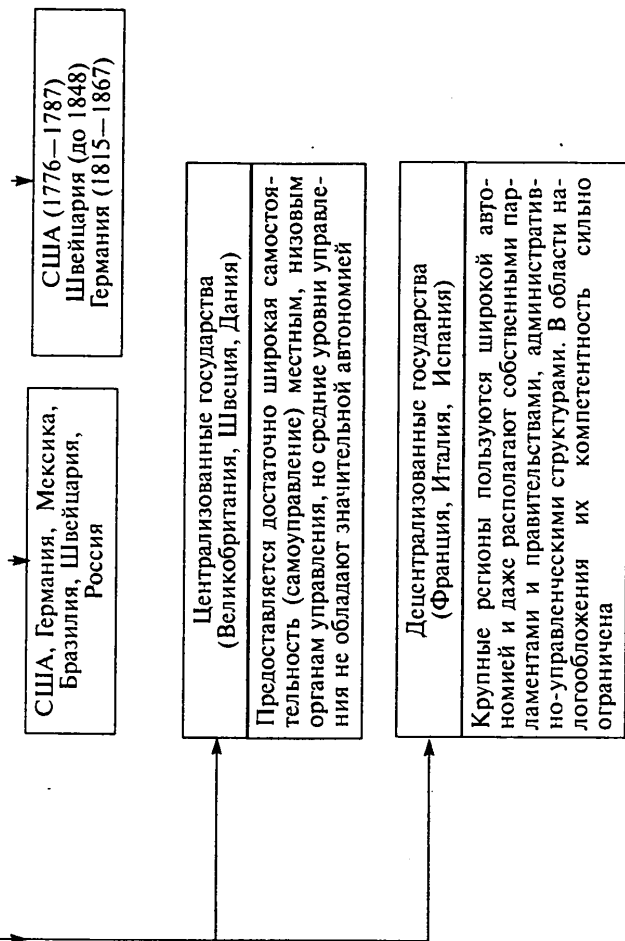 США, Германия, Мексика,
Бразилия, Швейцария,
Россия
США (1776—1787)
Швейцария (до 1848)
Германия (1815—1867)
Централизованные государства
(Великобритания, Швеция, Дания)
Предоставляется достаточно широкая самостоя-
тельность (самоуправление) местным, низовым
органам управления, но средние уровни управле-
ния не обладают значительной автономией
Децентрализованные государства
(Франция, Италия, Испания)
Крупные регионы пользуются широкой авто-
номией и даже располагают собственными пар-
ламентами и правительствами, административ-
но-управленческими структурами. В области на-
логообложения их компетентность сильно
ограничена